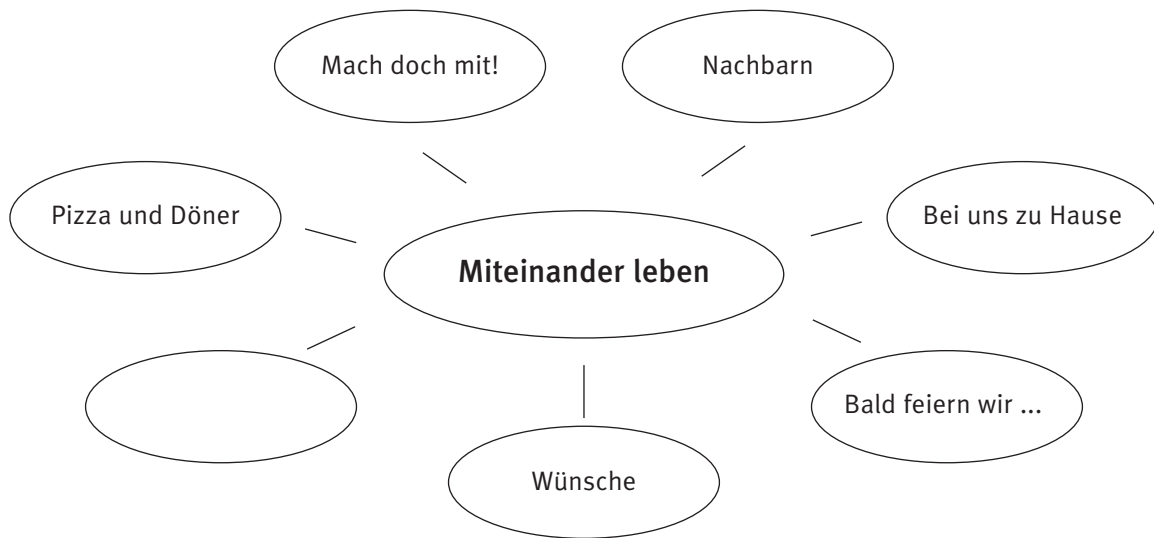 Mach doch mit!
Nachbarn
Pizza und Döner
Bei uns zu Hause
Miteinander leben
Bald feiern wir ...
Wünsche